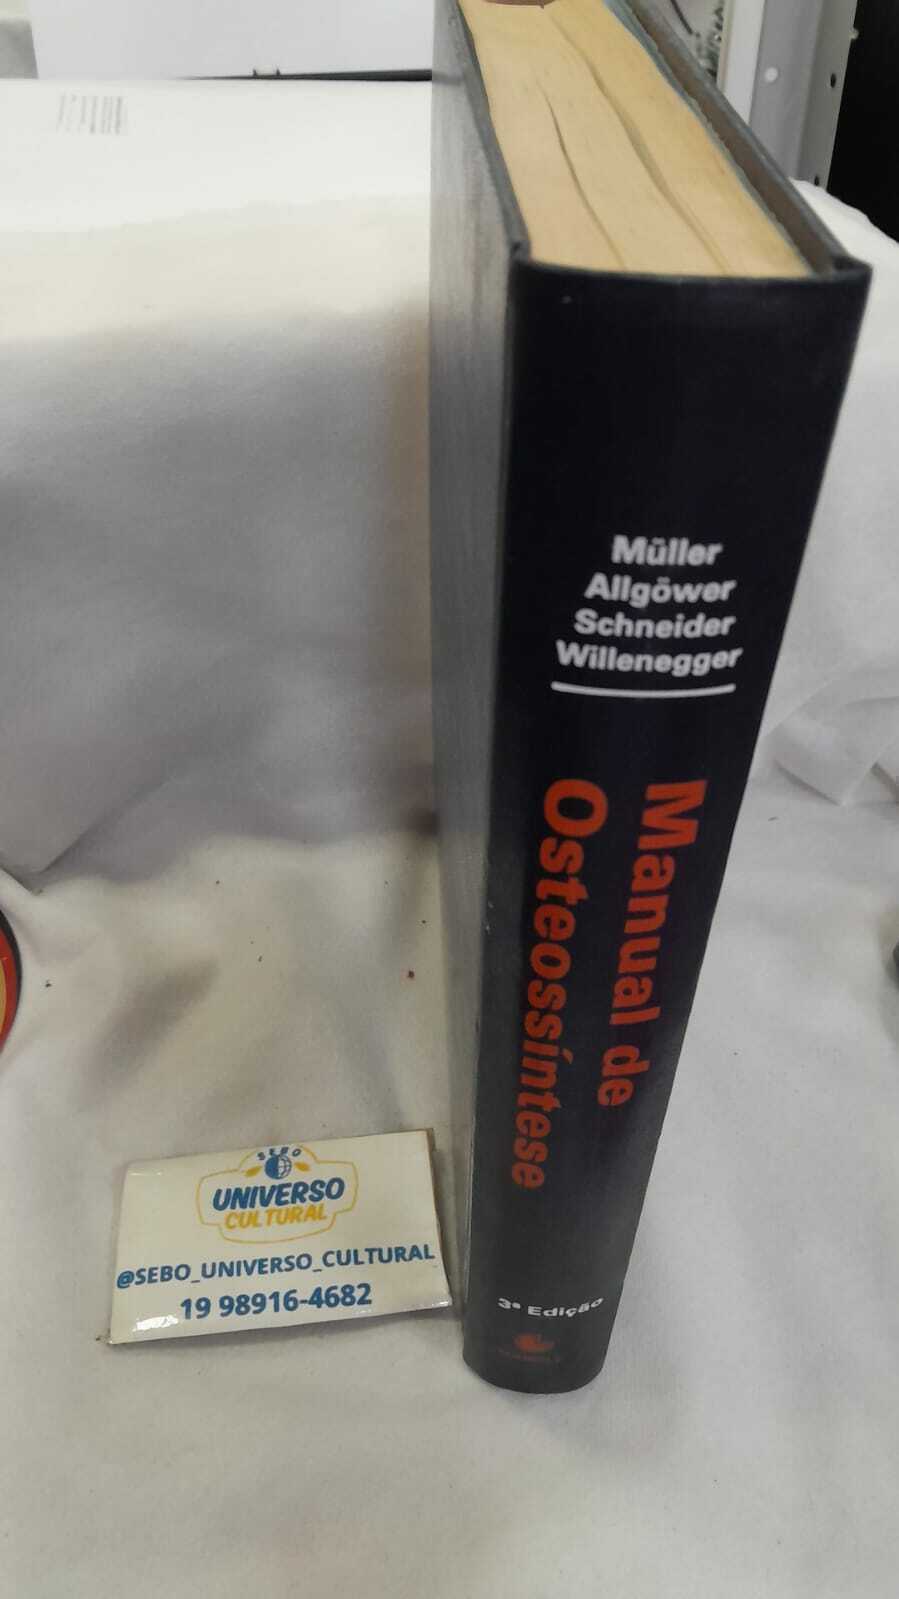 Müller
Allgöwer
Schneider
Willenegger
Manual de
Osteossíntese
3ª Edição
SEBO
UNIVERSO
CULTURAL
@SEBO_UNIVERSO_CULTURAL
19 98916-4682